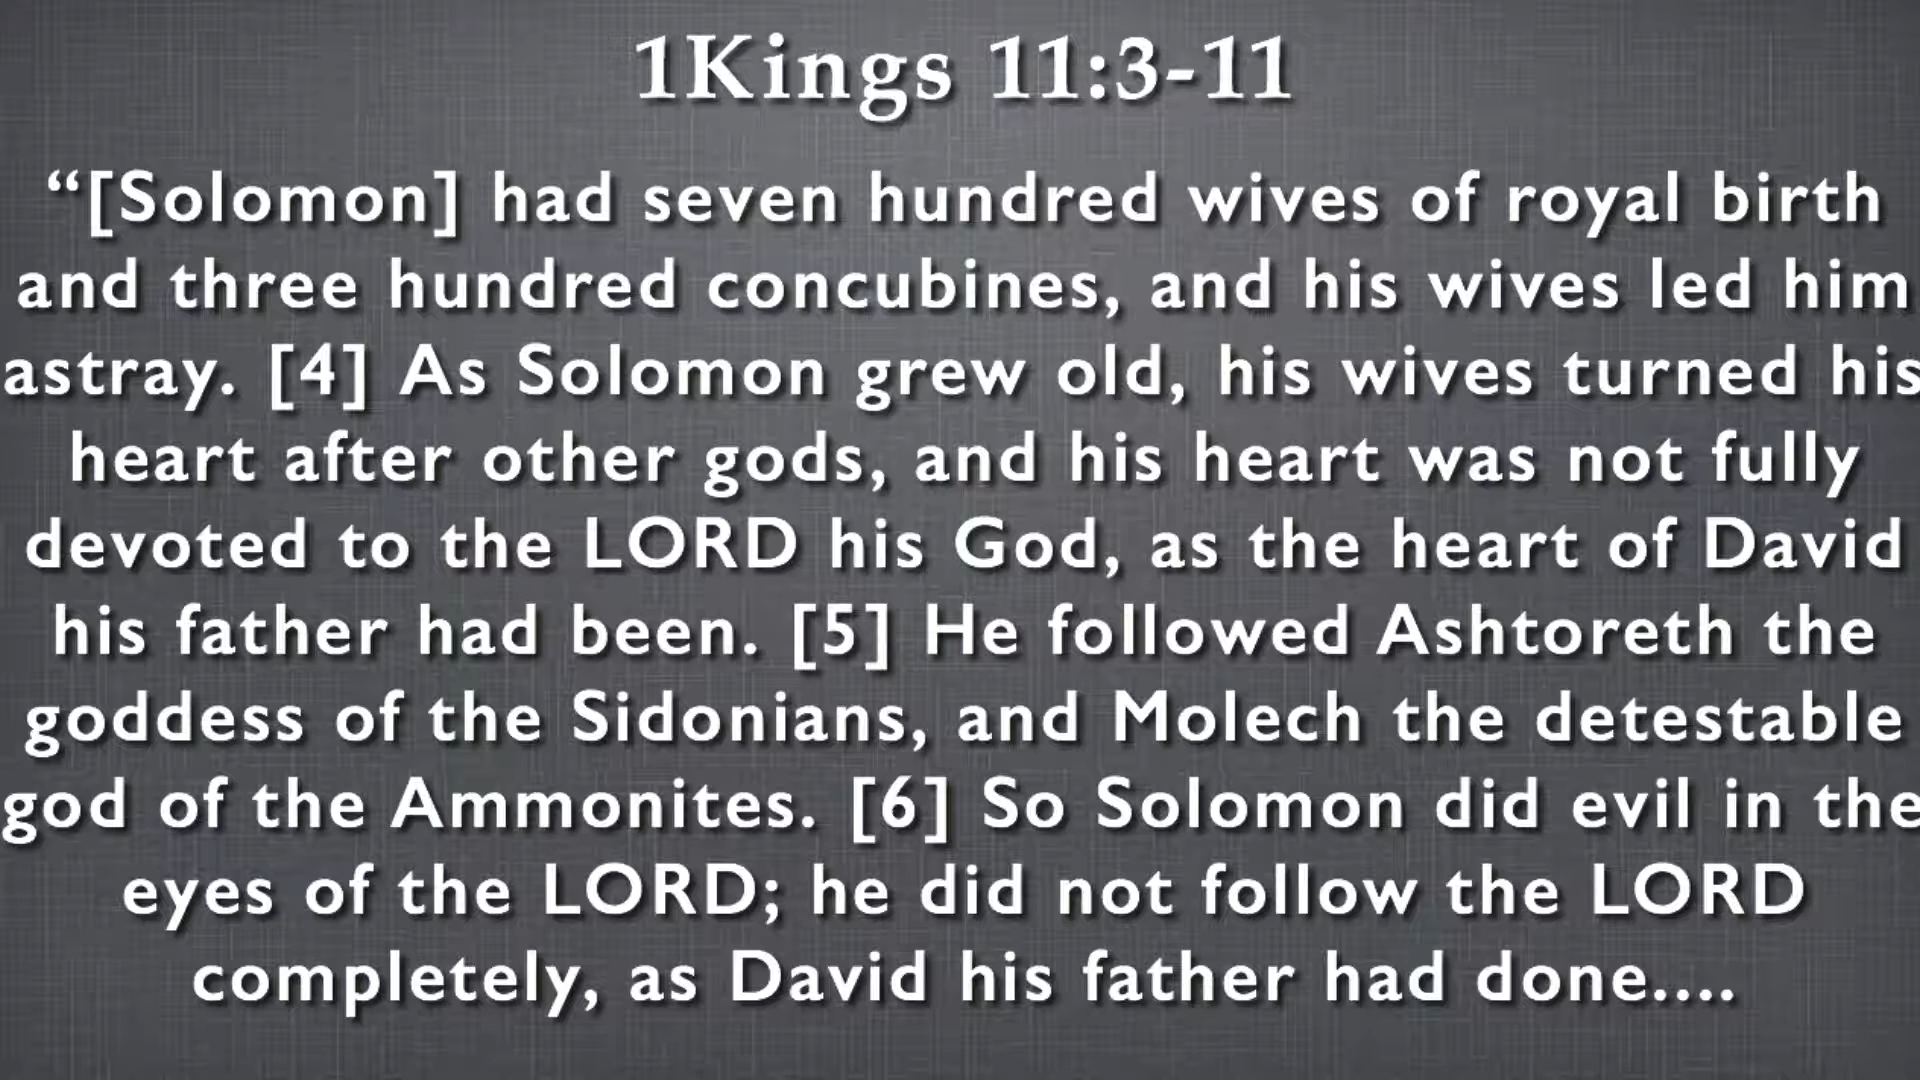 1Kings 11:3-11
“[Solomon] had seven hundred wives of royal birth
and three hundred concubines, and his wives led him
astray. [4] As Solomon grew old, his wives turned his
heart after other gods, and his heart was not fully
devoted to the LORD his God, as the heart of David
his father had been. [5] He followed Ashtoreth the
goddess of the Sidonians, and Molech the detestable
god of the Ammonites. [6] So Solomon did evil in the
eyes of the LORD; he did not follow the LORD
completely, as David his father had done....